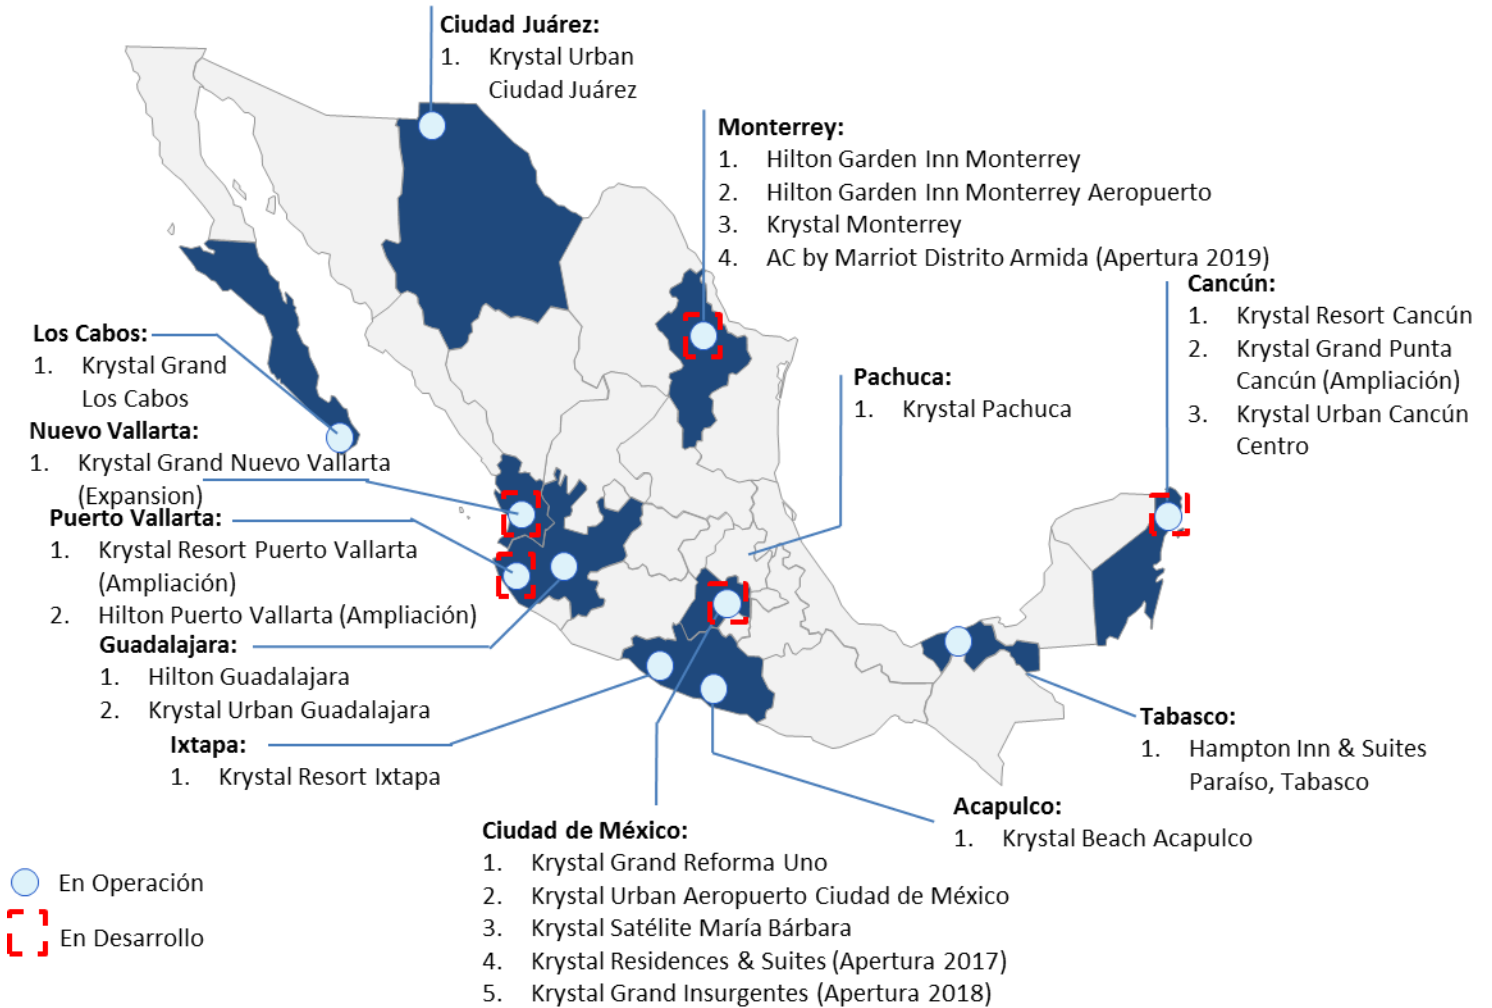 Ciudad Juárez:
1. Krystal Urban
Ciudad Juárez
Monterrey:
1. Hilton Garden Inn Monterrey
2. Hilton Garden Inn Monterrey Aeropuerto
3. Krystal Monterrey
4. AC by Marriot Distrito Armida (Apertura 2019)
Cancún:
1. Krystal Resort Cancún
2. Krystal Grand Punta
Cancún (Ampliación)
3. Krystal Urban Cancún
Centro
Los Cabos:
1. Krystal Grand
Los Cabos
Pachuca:
1. Krystal Pachuca
Nuevo Vallarta:
1. Krystal Grand Nuevo Vallarta
(Expansion)
Puerto Vallarta:
1. Krystal Resort Puerto Vallarta
(Ampliación)
2. Hilton Puerto Vallarta (Ampliación)
Guadalajara:
1. Hilton Guadalajara
2. Krystal Urban Guadalajara
Ixtapa:
1. Krystal Resort Ixtapa
Tabasco:
1. Hampton Inn & Suites
Paraíso, Tabasco
Acapulco:
1. Krystal Beach Acapulco
Ciudad de México:
1. Krystal Grand Reforma Uno
2. Krystal Urban Aeropuerto Ciudad de México
3. Krystal Satélite María Bárbara
4. Krystal Residences & Suites (Apertura 2017)
5. Krystal Grand Insurgentes (Apertura 2018)
En Operación
En Desarrollo